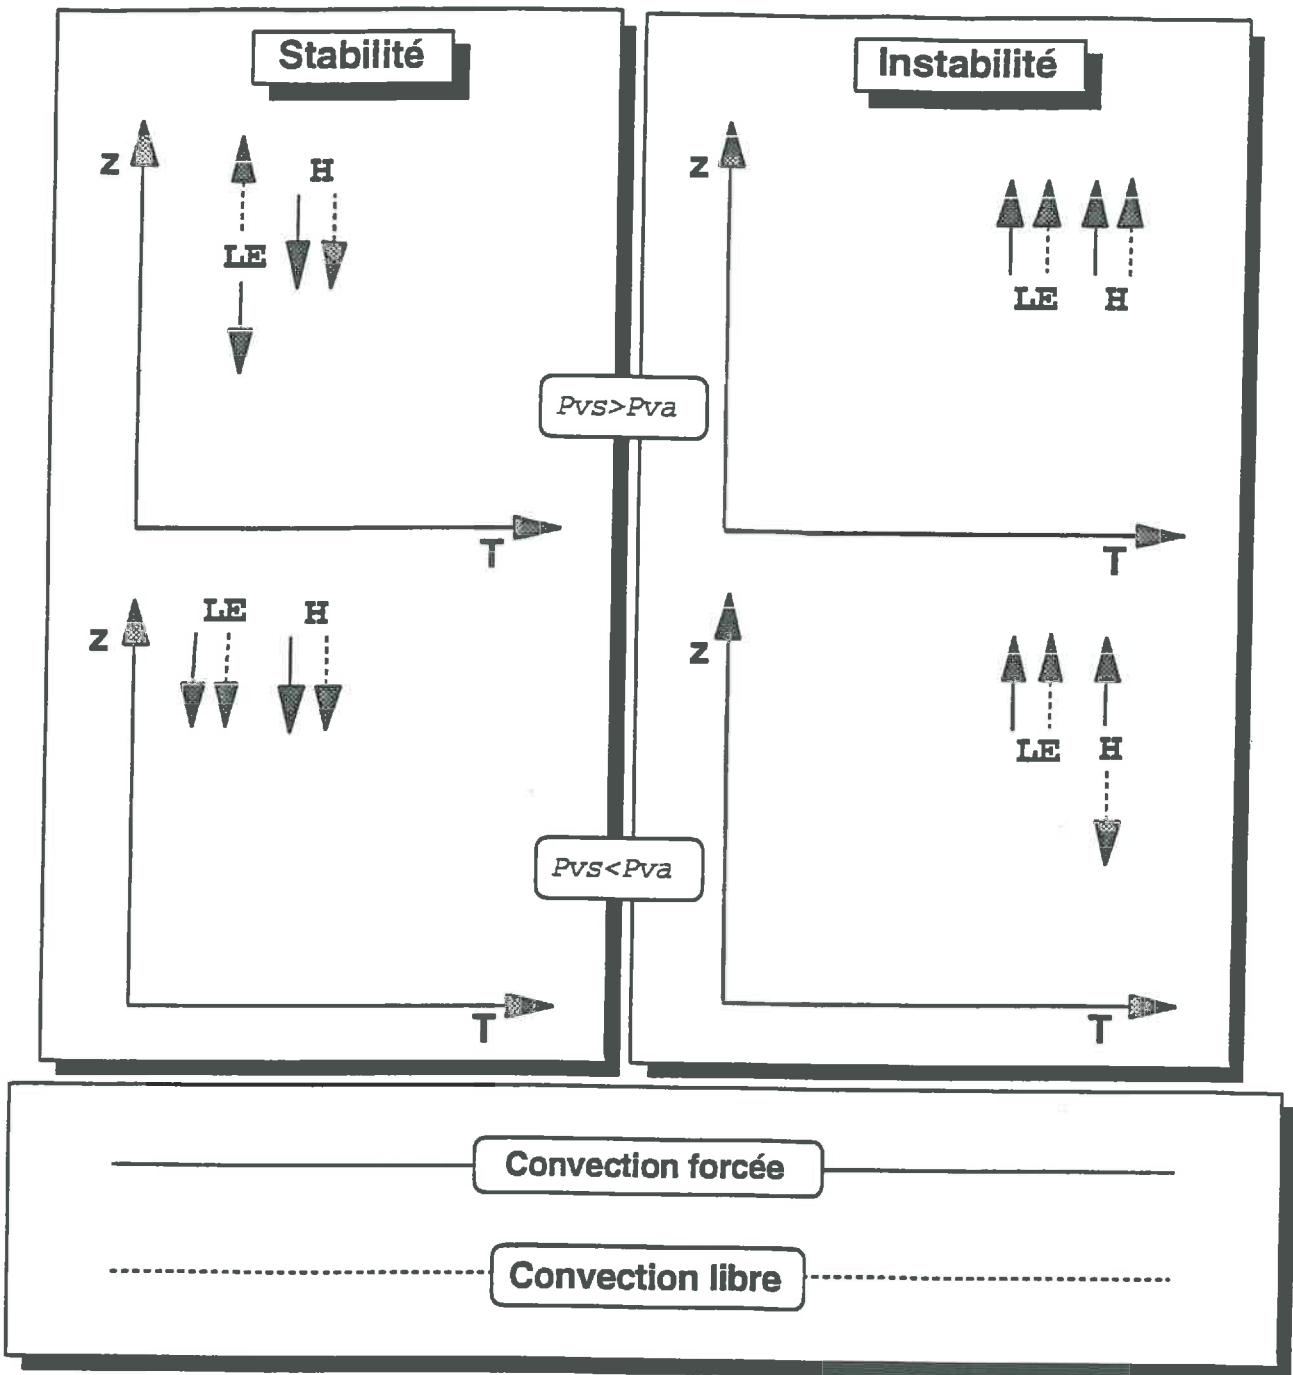 Stabilité
Instabilité
Z
H
LE
Z
LE H
Pvs>Pva
T
T
Z
LE H
Z
LE H
Pvs<Pva
T
T
Convection forcée
Convection libre